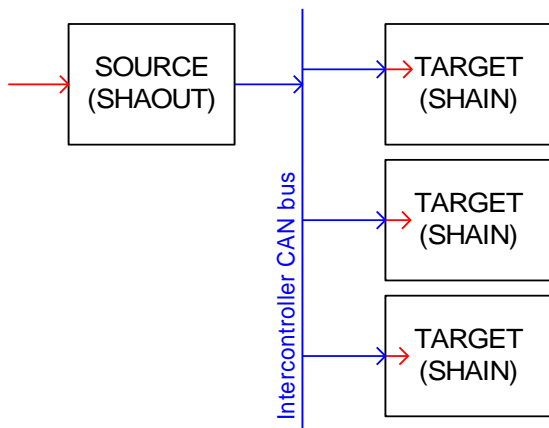 SOURCE
(SHAOUT)
Intercontroller CAN bus
TARGET
(SHAIN)
TARGET
(SHAIN)
TARGET
(SHAIN)